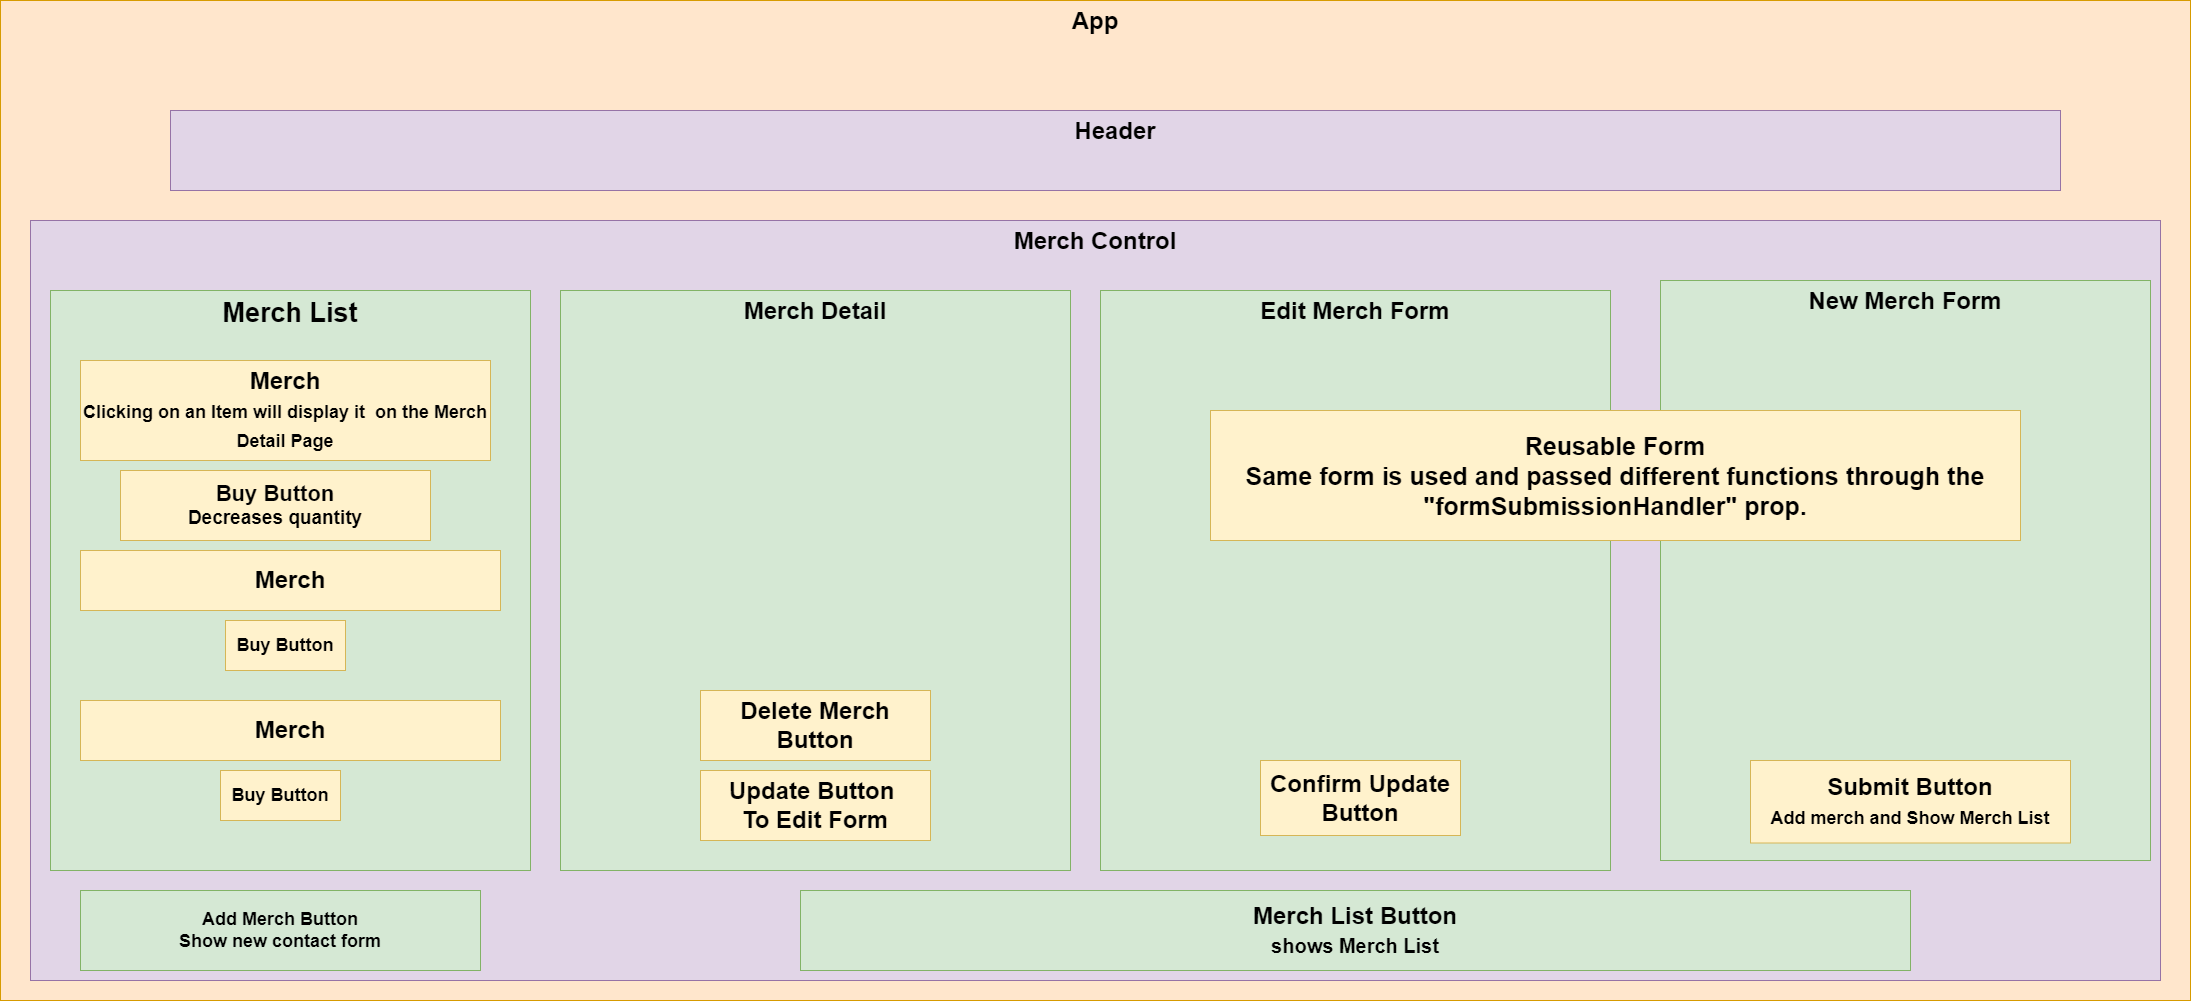 App
Header
Merch Control
Merch List
Merch
Clicking on an Item will display it  on the Merch
Detail Page
Buy Button
Decreases quantity
Merch
Buy Button
Merch
Buy Button
Merch Detail
Delete Merch
Button
Update Button
To Edit Form
Edit Merch Form
New Merch Form
Reusable Form
Same form is used and passed different functions through the
"formSubmissionHandler" prop.
Confirm Update
Button
Submit Button
Add merch and Show Merch List
Add Merch Button
Show new contact form
Merch List Button
shows Merch List